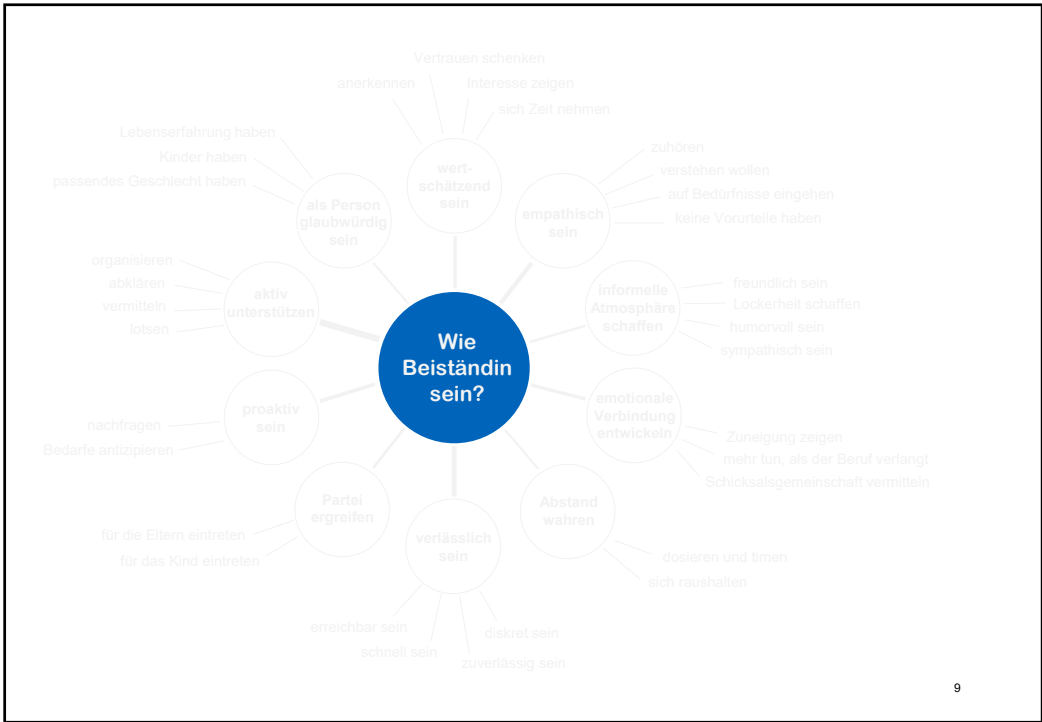 Vertrauen schenken
anerkennen
Interesse zeigen
sich Zeit nehmen
wert-
schätzend
sein
zuhören
verstehen wollen
auf Bedürfnisse eingehen
keine Vorurteile haben
empathisch
sein
freundlich sein
Lockerheit schaffen
humorvoll sein
sympathisch sein
informelle
Atmosphäre
schaffen
emotionale
Verbindung
entwickeln
Zuneigung zeigen
mehr tun, als der Beruf verlangt
Schicksalsgemeinschaft vermitteln
Abstand
wahren
dosieren und timen
sich raushalten
verlässlich
sein
diskret sein
zuverlässig sein
schnell sein
erreichbar sein
Partei
ergreifen
für die Eltern eintreten
für das Kind eintreten
proaktiv
sein
nachfragen
Bedarfe antizipieren
aktiv
unterstützen
organisieren
abklären
vermitteln
lotsen
als Person
glaubwürdig
sein
Lebenserfahrung haben
Kinder haben
passendes Geschlecht haben
Wie
Beiständin
sein?
9